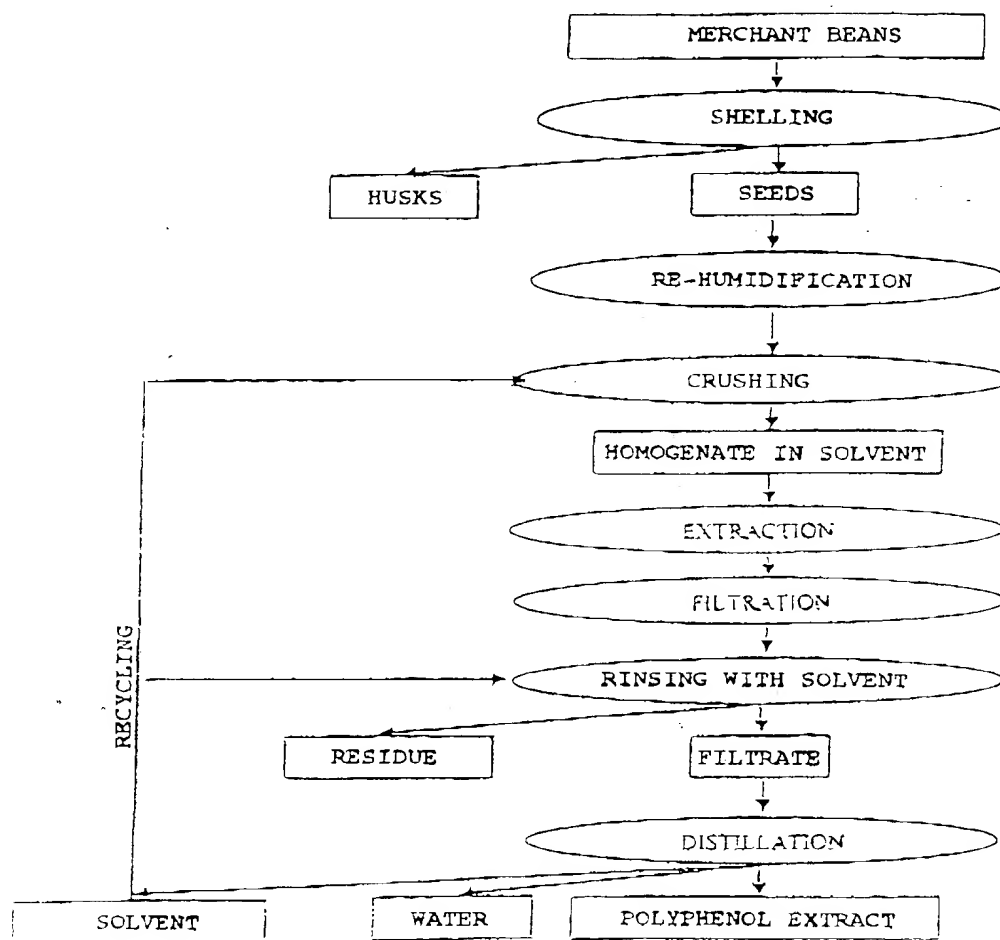 MERCHANT BEANS
SHELLING
HUSKS
SEEDS
RE-HUMIDIFICATION
CRUSHING
HOMOGENATE IN SOLVENT
EXTRACTION
FILTRATION
RECYCLING
RINSING WITH SOLVENT
RESIDUE
FILTRATE
DISTILLATION
SOLVENT
WATER
POLYPHENOL EXTRACT